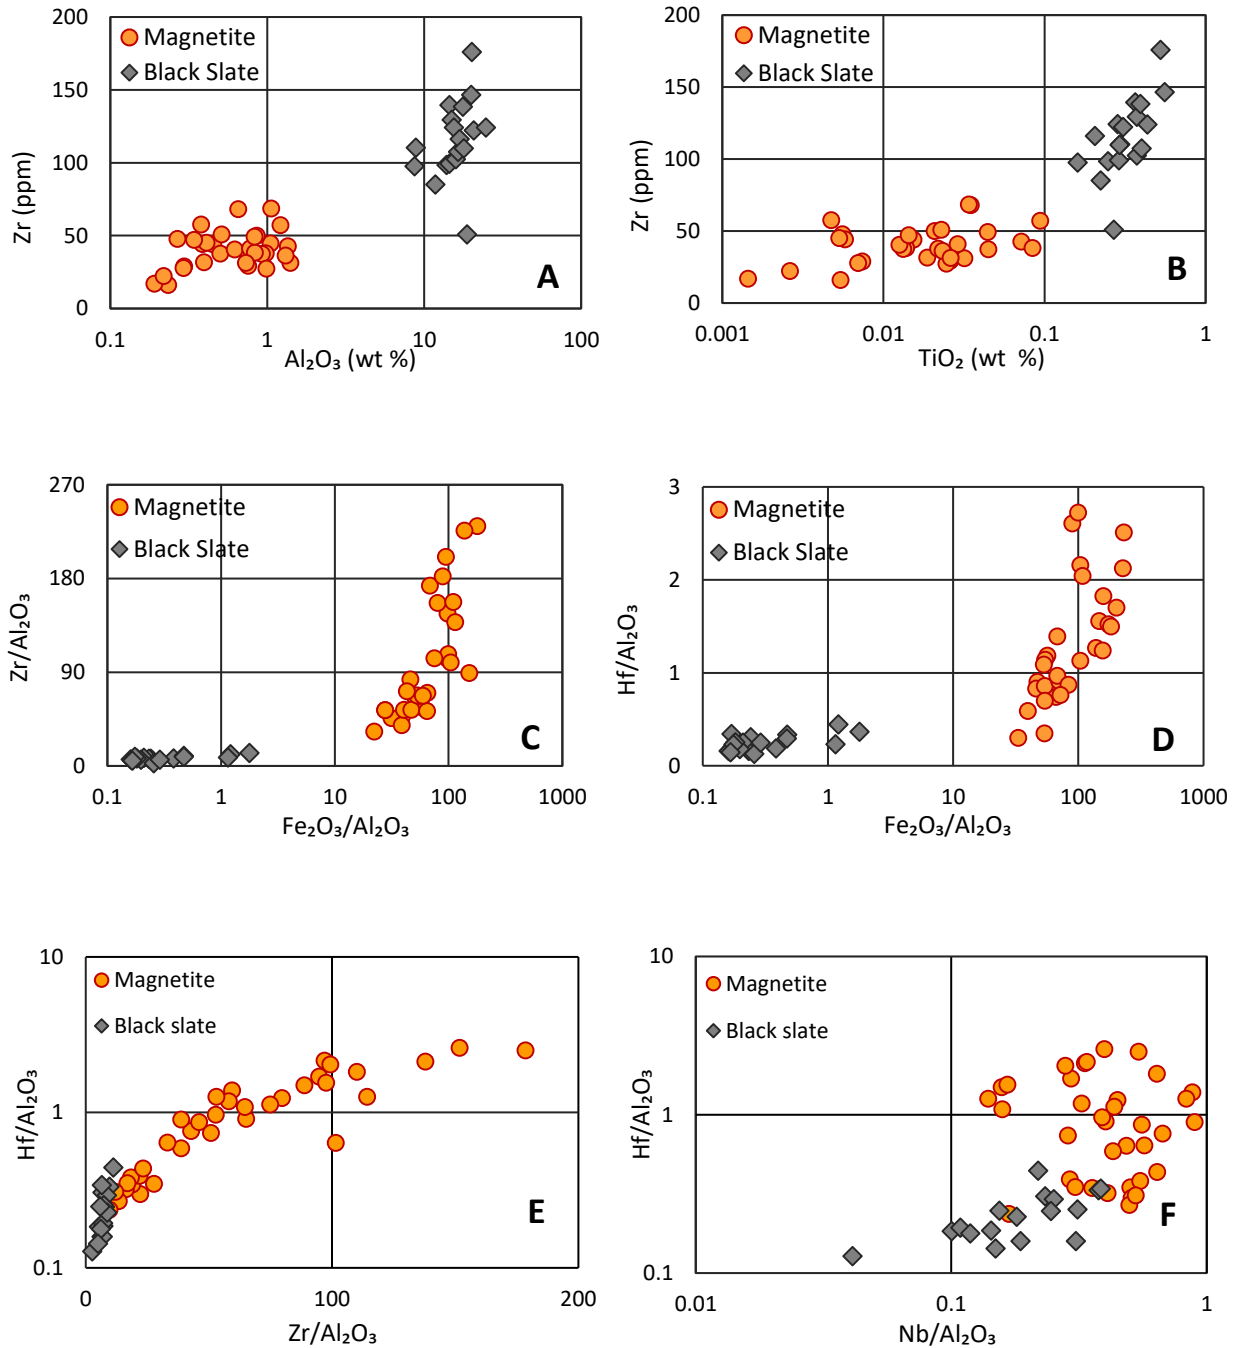 200
150
100
50
0
Zr (ppm)
Magnetite
Black Slate
A
0.1
1
10
100
Al₂O₃ (wt %)
200
150
100
50
0
Zr (ppm)
Magnetite
Black Slate
B
0.001
0.01
0.1
1
TiO₂ (wt %)
270
180
90
0
Zr/Al₂O₃
Magnetite
Black Slate
C
0.1
1
10
100
1000
Fe₂O₃/Al₂O₃
3
2
1
0
Hf/Al₂O₃
Magnetite
Black Slate
D
0.1
1
10
100
1000
Fe₂O₃/Al₂O₃
10
1
0.1
Hf/Al₂O₃
Magnetite
Black slate
E
0
100
200
Zr/Al₂O₃
10
1
0.1
Hf/Al₂O₃
Magnetite
Black slate
F
0.01
0.1
1
Nb/Al₂O₃